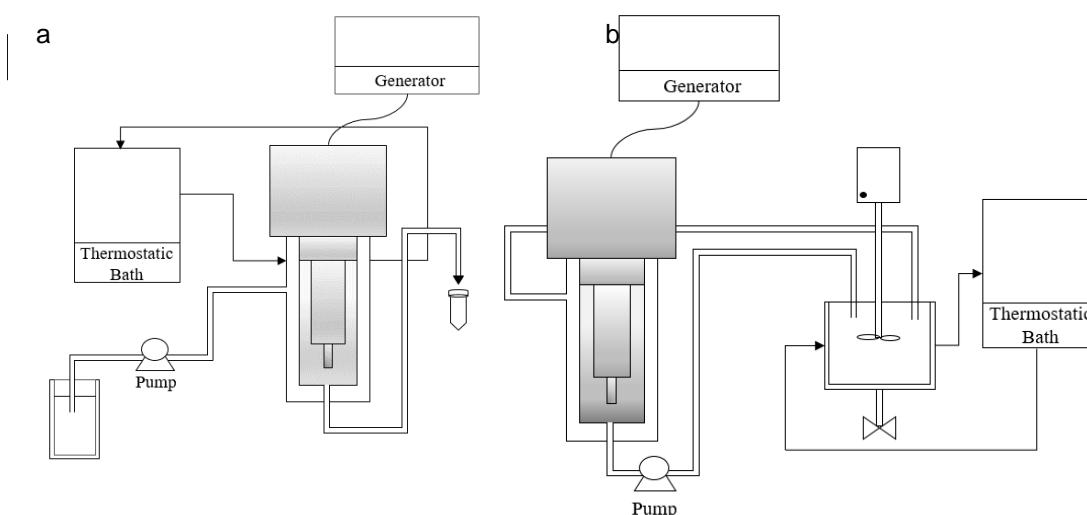 a
Generator
Thermostatic
Bath
Pump
b
Generator
Thermostatic
Bath
Pump